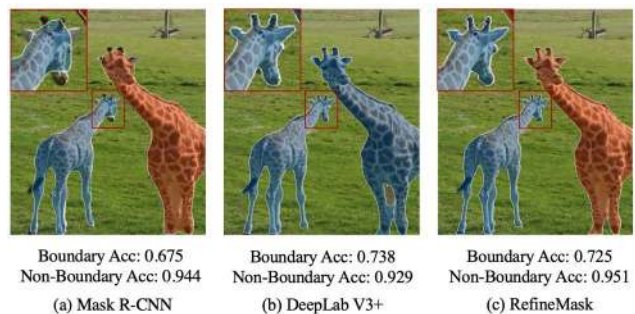 Boundary Acc: 0.675
Non-Boundary Acc: 0.944
(a) Mask R-CNN
Boundary Acc: 0.738
Non-Boundary Acc: 0.929
(b) DeepLab V3+
Boundary Acc: 0.725
Non-Boundary Acc: 0.951
(c) RefineMask